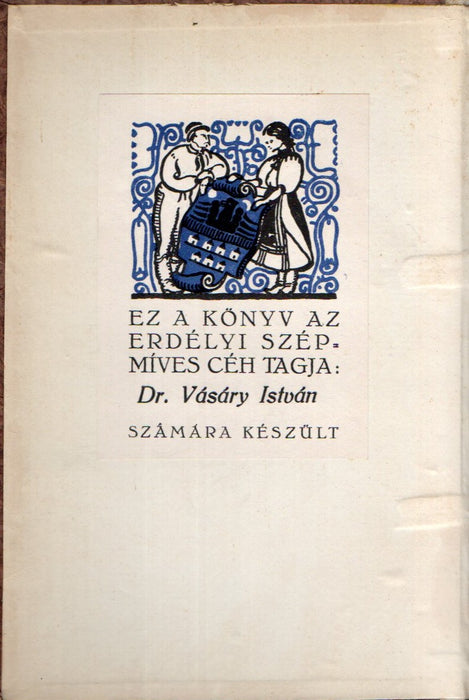 EZ A KÖNYV AZ
ERDÉLYI SZÉP=
MÍVES CÉH TAGJA:
Dr. Vásáry István
SZÁMÁRA KÉSZÜLT